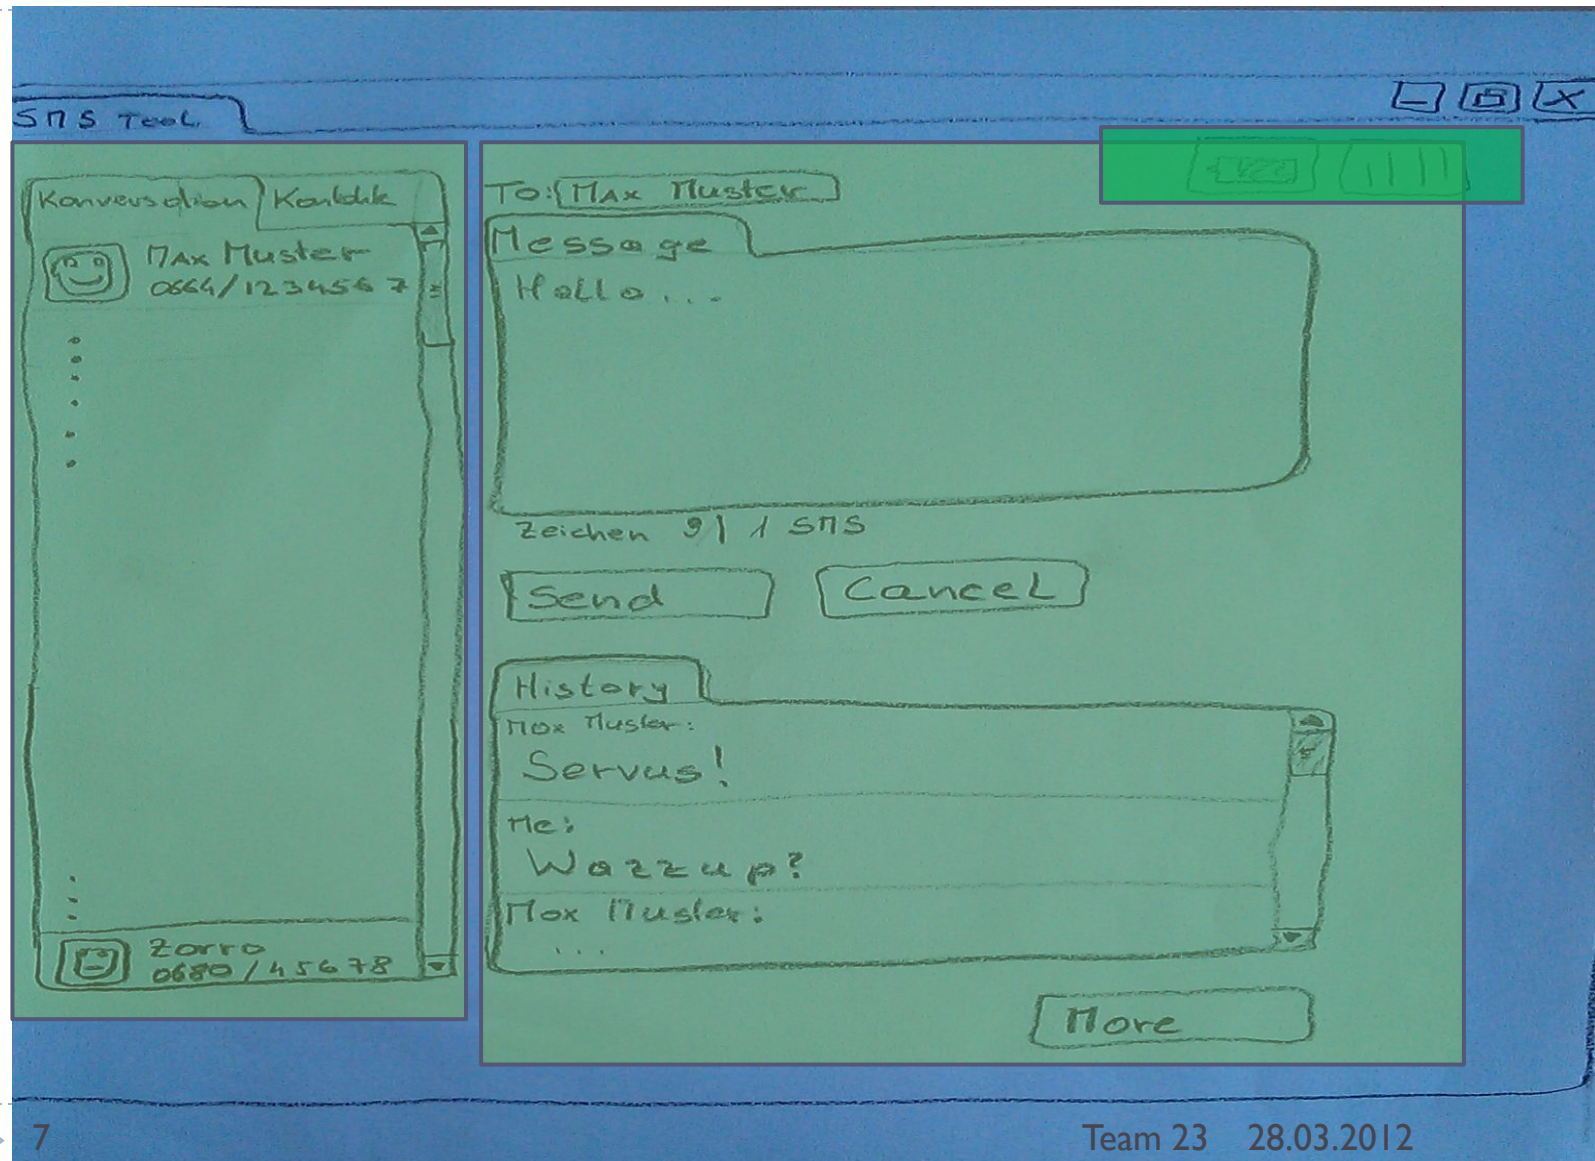 SMS Tool
Konversation Kontakte
Max Muster
0664/1234567
Zorro
0680/45678
To: Max Muster
Message
Hallo...
Zeichen 9| 1 SMS
Send Cancel
History
Max Muster:
Servus!
Me:
Wazzup?
Max Muster:
...
More
7
Team 23 28.03.2012